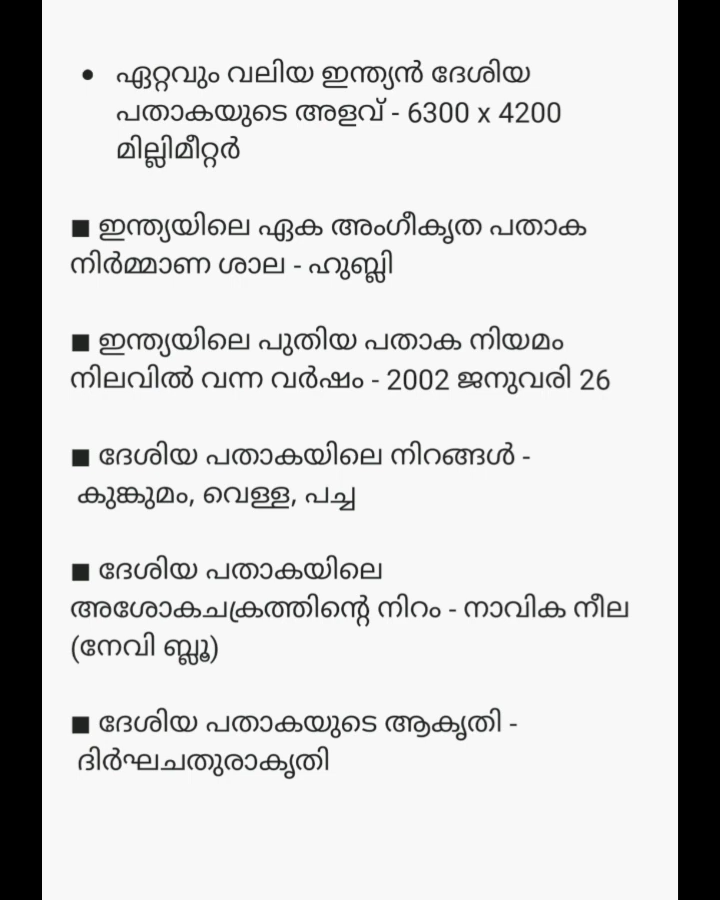 • ഏറ്റവും വലിയ ഇന്ത്യൻ ദേശിയ
പതാകയുടെ അളവ് - 6300 x 4200
മില്ലിമീറ്റർ
■ ഇന്ത്യയിലെ ഏക അംഗീകൃത പതാക
നിർമ്മാണ ശാല - ഹുബ്ലി
■ ഇന്ത്യയിലെ പുതിയ പതാക നിയമം
നിലവിൽ വന്ന വർഷം - 2002 ജനുവരി 26
■ ദേശിയ പതാകയിലെ നിറങ്ങൾ -
കുങ്കുമം, വെള്ള, പച്ച
■ ദേശിയ പതാകയിലെ
അശോകചക്രത്തിന്റെ നിറം - നാവിക നീല
(നേവി ബ്ലൂ)
■ ദേശിയ പതാകയുടെ ആകൃതി -
ദിർഘചതുരാകൃതി